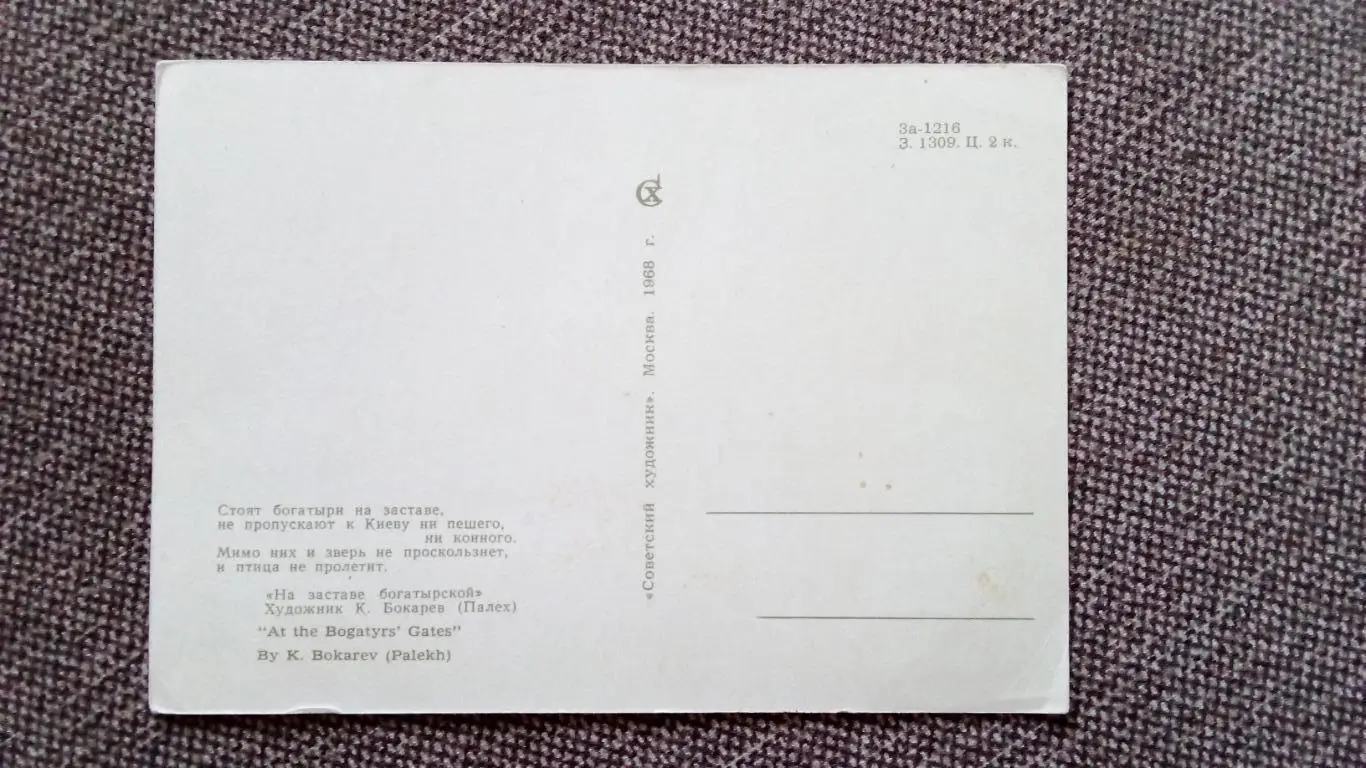 Стоят богатыри на заставе,
не пропускают к Киеву ни пешего,
ни конного.
Мимо них и зверь не проскользнет,
и птица не пролетит.
«На заставе богатырской»
Художник К. Бокарев (Палех)
"At the Bogatyrs' Gates"
By K. Bokarev (Palekh)
СХ
«Советский художник». Москва. 1968 г.
За-1216
З. 1309. Ц. 2 к.